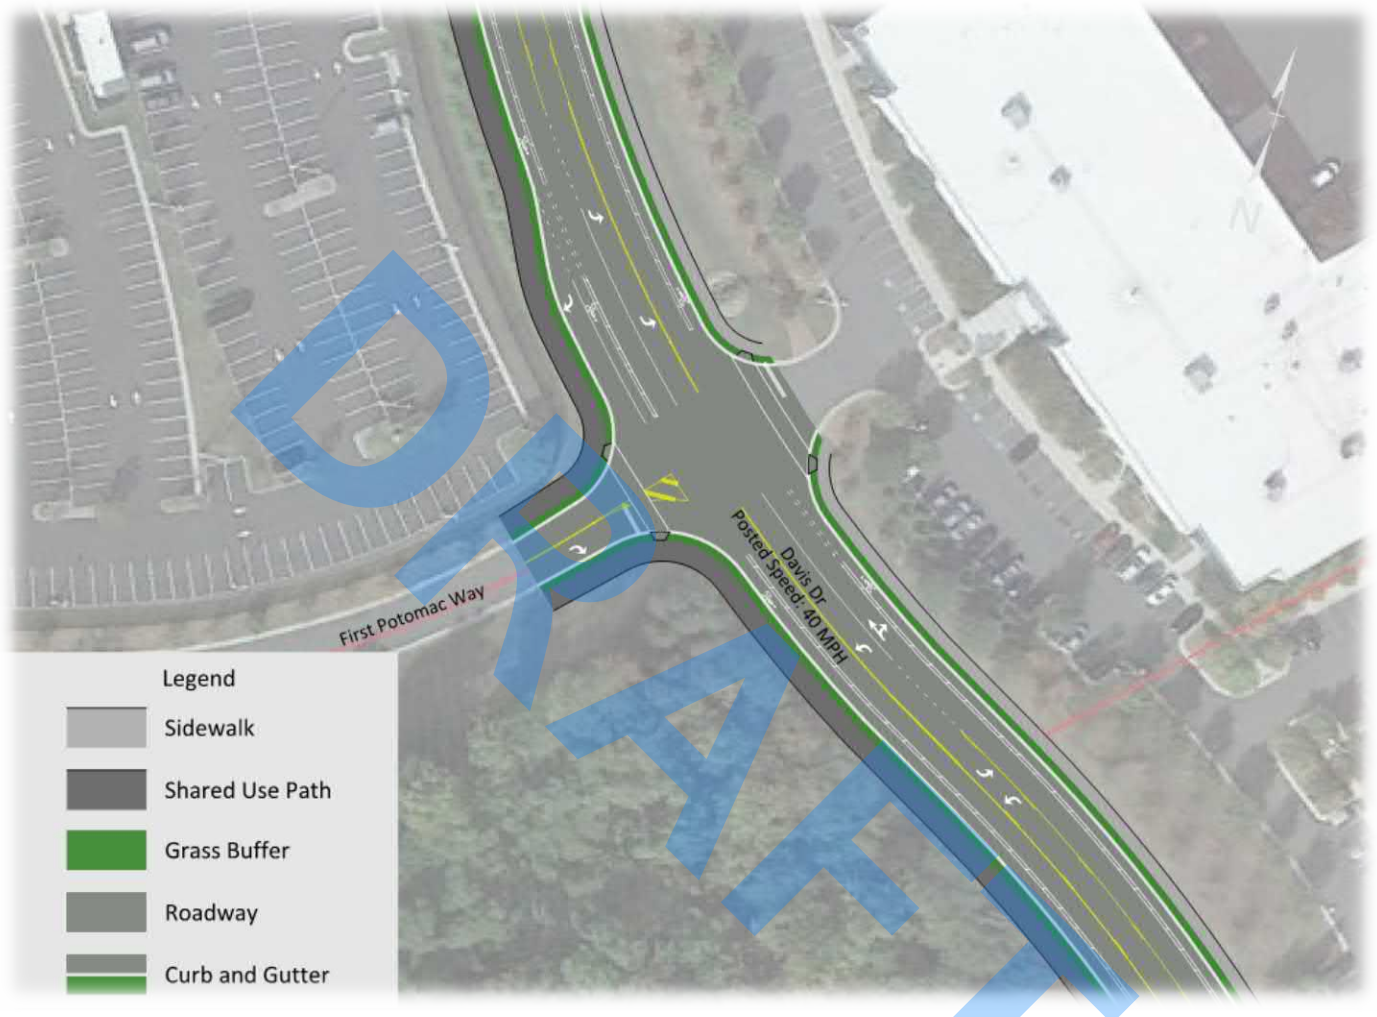 N
Davis Dr
Posted Speed: 40 MPH
First Potomac Way
Legend
Sidewalk
Shared Use Path
Grass Buffer
Roadway
Curb and Gutter
DRAFT